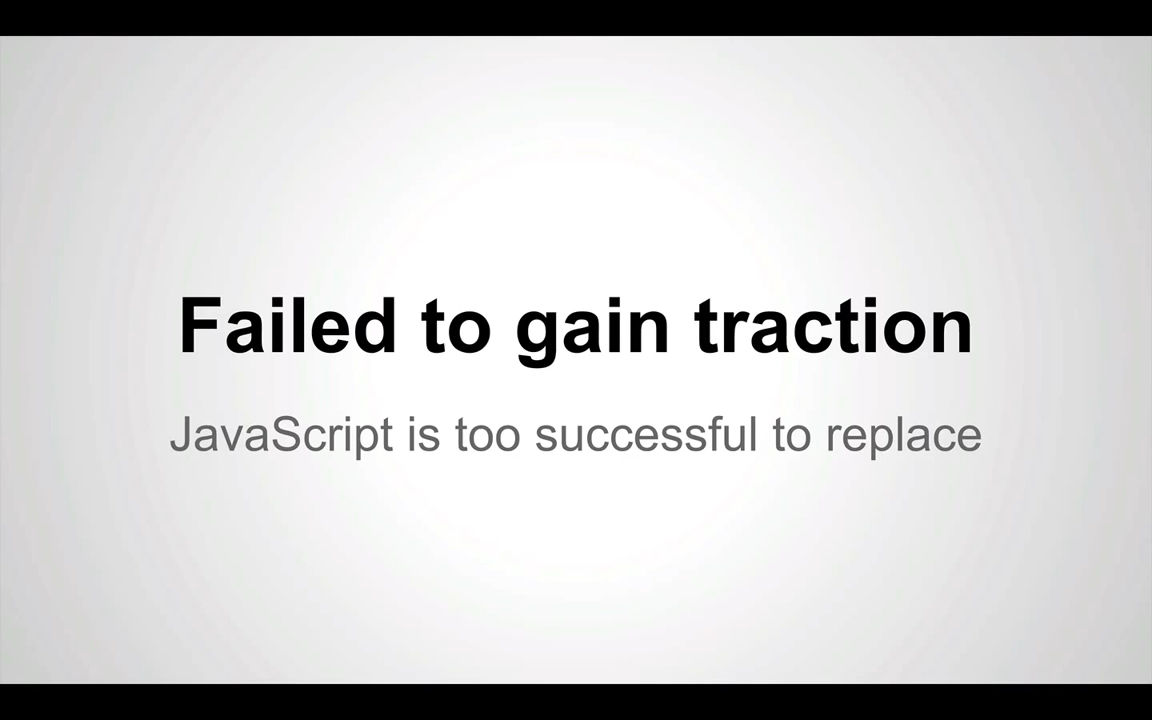 Failed to gain traction
JavaScript is too successful to replace